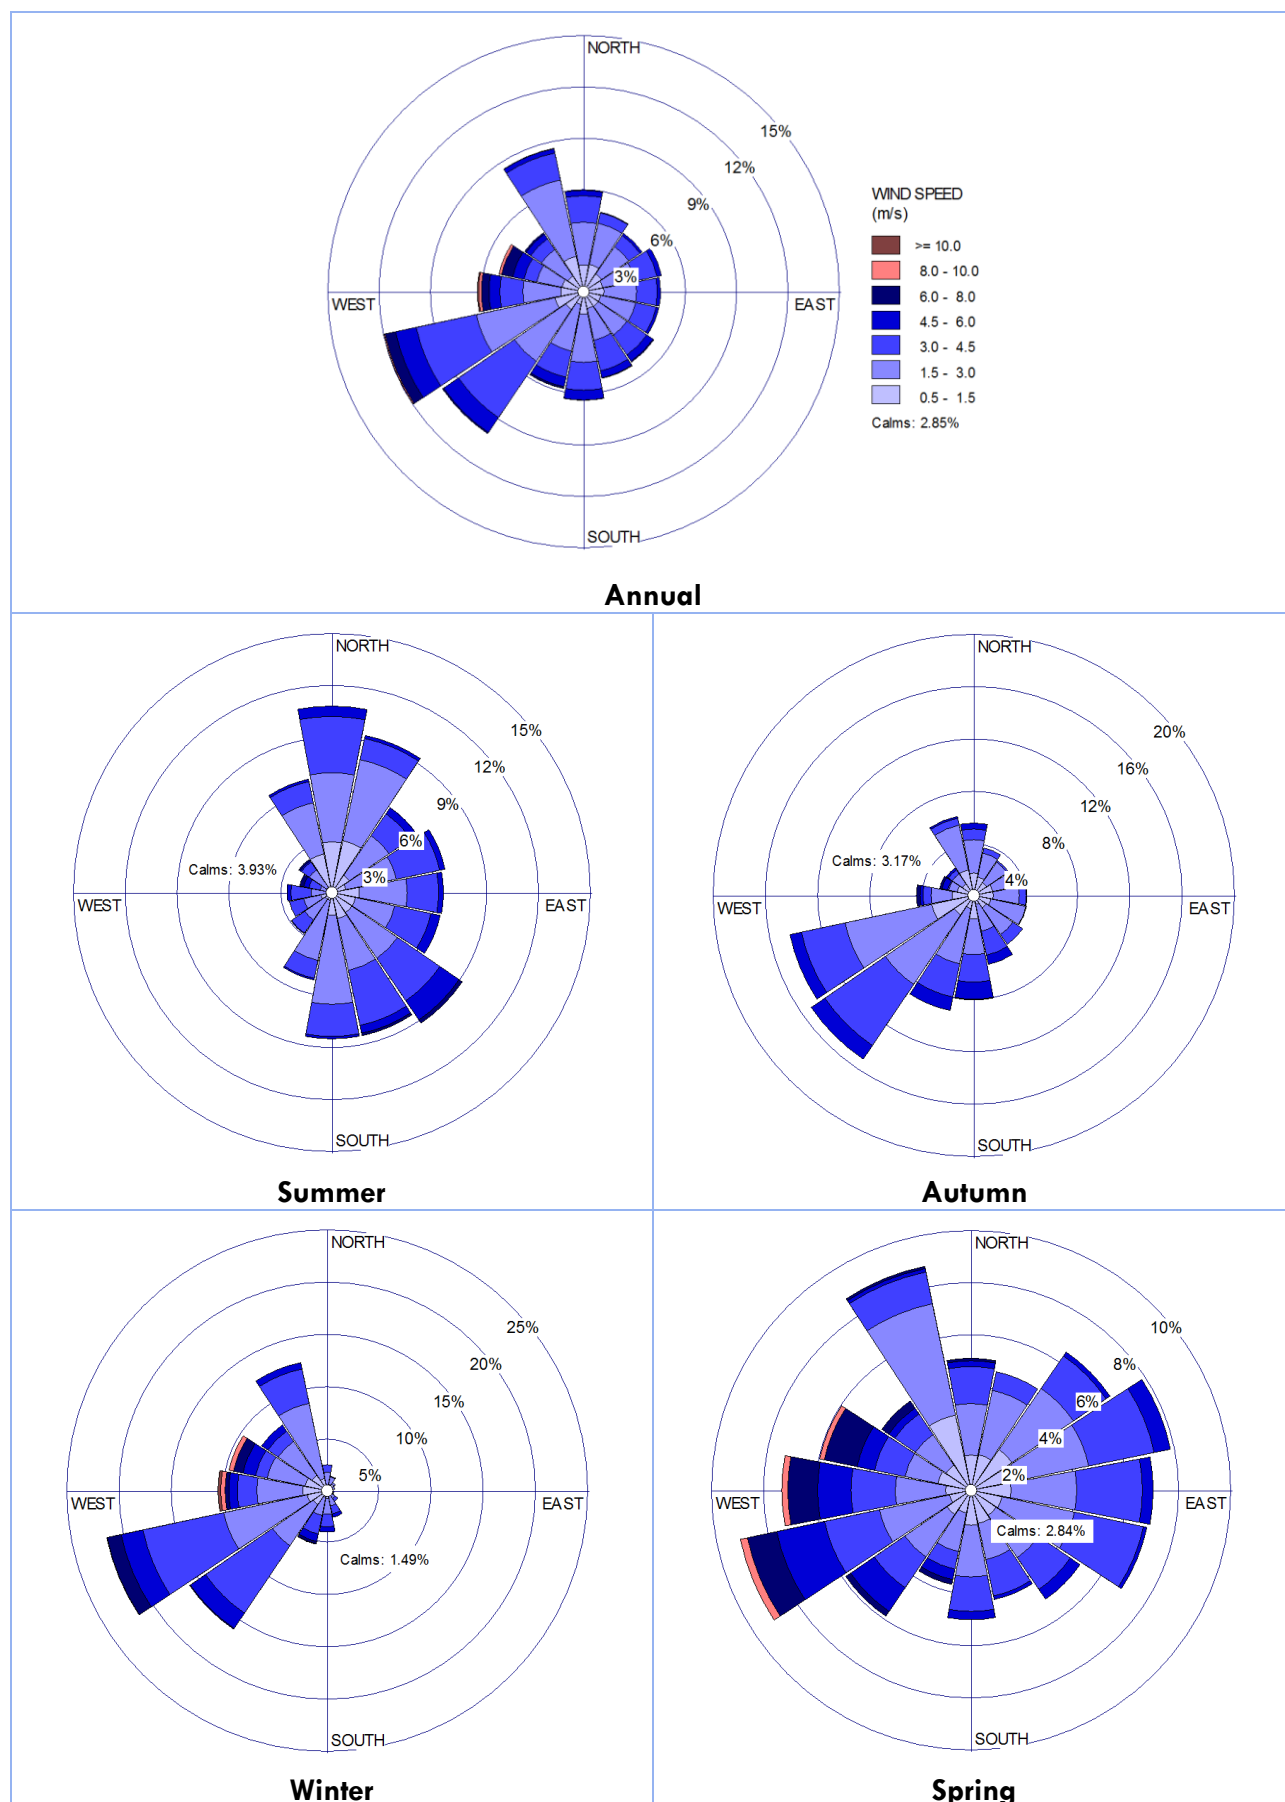 NORTH
15%
12%
9%
6%
3%
WEST
EAST
SOUTH
WIND SPEED
(m/s)
>= 10.0
8.0 - 10.0
6.0 - 8.0
4.5 - 6.0
3.0 - 4.5
1.5 - 3.0
0.5 - 1.5
Calms: 2.85%
Annual
NORTH
15%
12%
9%
6%
3%
Calms: 3.93%
WEST
EAST
SOUTH
Summer
NORTH
20%
16%
12%
8%
4%
Calms: 3.17%
WEST
EAST
SOUTH
Autumn
NORTH
25%
20%
15%
10%
5%
WEST
EAST
Calms: 1.49%
SOUTH
Winter
NORTH
10%
8%
6%
4%
2%
WEST
EAST
Calms: 2.84%
SOUTH
Spring